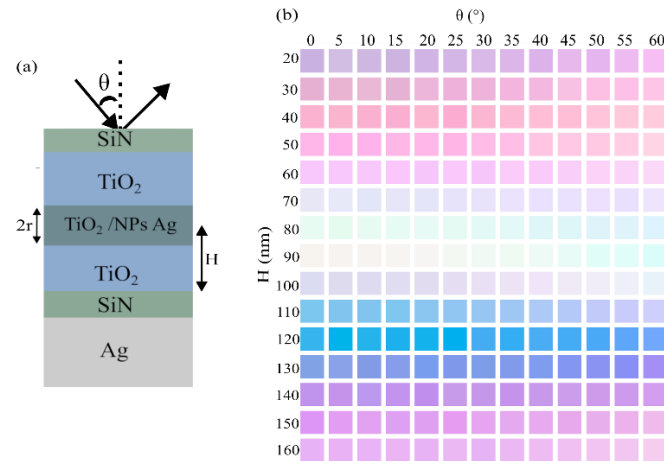 (a)
θ
SiN
TiO₂
2r
TiO₂ /NPs Ag
H
TiO₂
SiN
Ag
(b)
θ (°)
0 5 10 15 20 25 30 35 40 45 50 55 60
H (nm)
20
30
40
50
60
70
80
90
100
110
120
130
140
150
160